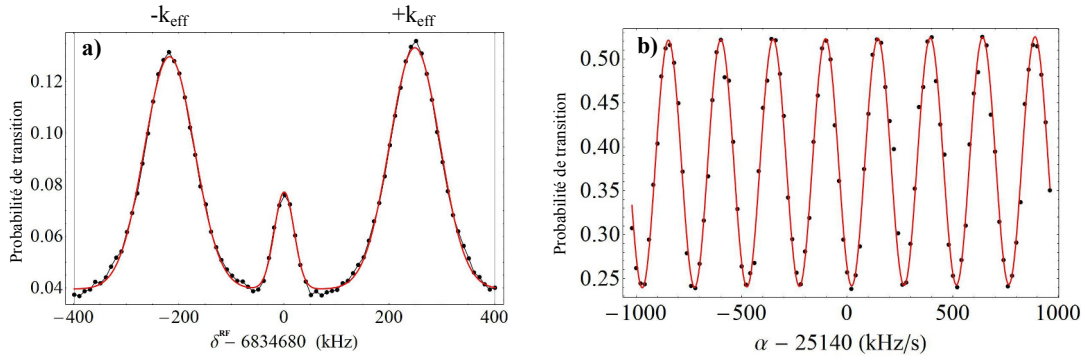 -k_eff +k_eff
a)
Probabilité de transition
0.12
0.10
0.08
0.06
0.04
−400 −200 0 200 400
δ^RF − 6834680 (kHz)
b)
Probabilité de transition
0.50
0.45
0.40
0.35
0.30
0.25
−1000 −500 0 500 1000
α − 25140 (kHz/s)